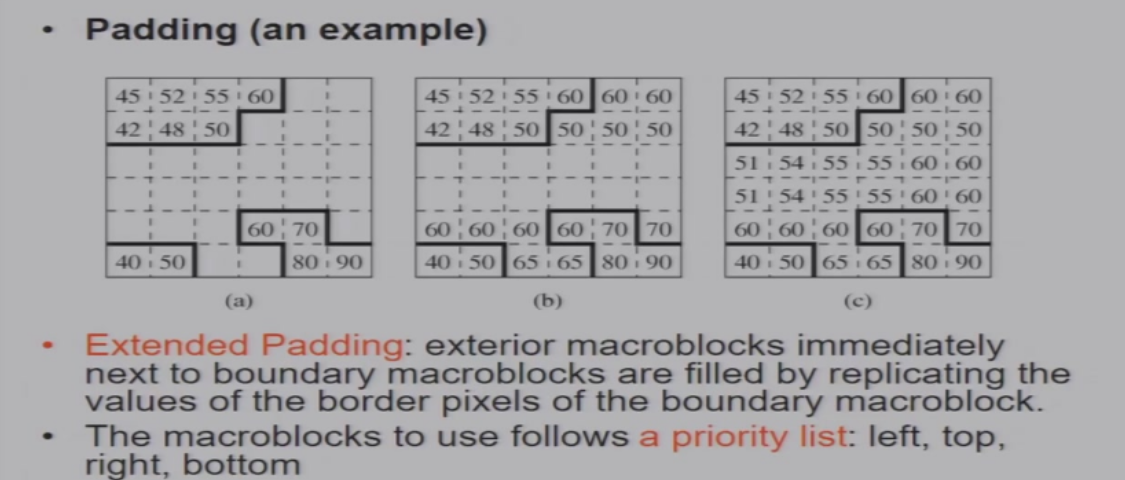 • Padding (an example)
45 52 55 60 45 52 55 60 60 60 45 52 55 60 60 60
42 48 50 42 48 50 50 50 50 42 48 50 50 50 50
51 54 55 55 60 60
51 54 55 55 60 60
60 70 60 60 60 60 70 70 60 60 60 60 70 70
40 50 80 90 40 50 65 65 80 90 40 50 65 65 80 90
(a) (b) (c)
• Extended Padding: exterior macroblocks immediately
next to boundary macroblocks are filled by replicating the
values of the border pixels of the boundary macroblock.
• The macroblocks to use follows a priority list: left, top,
right, bottom